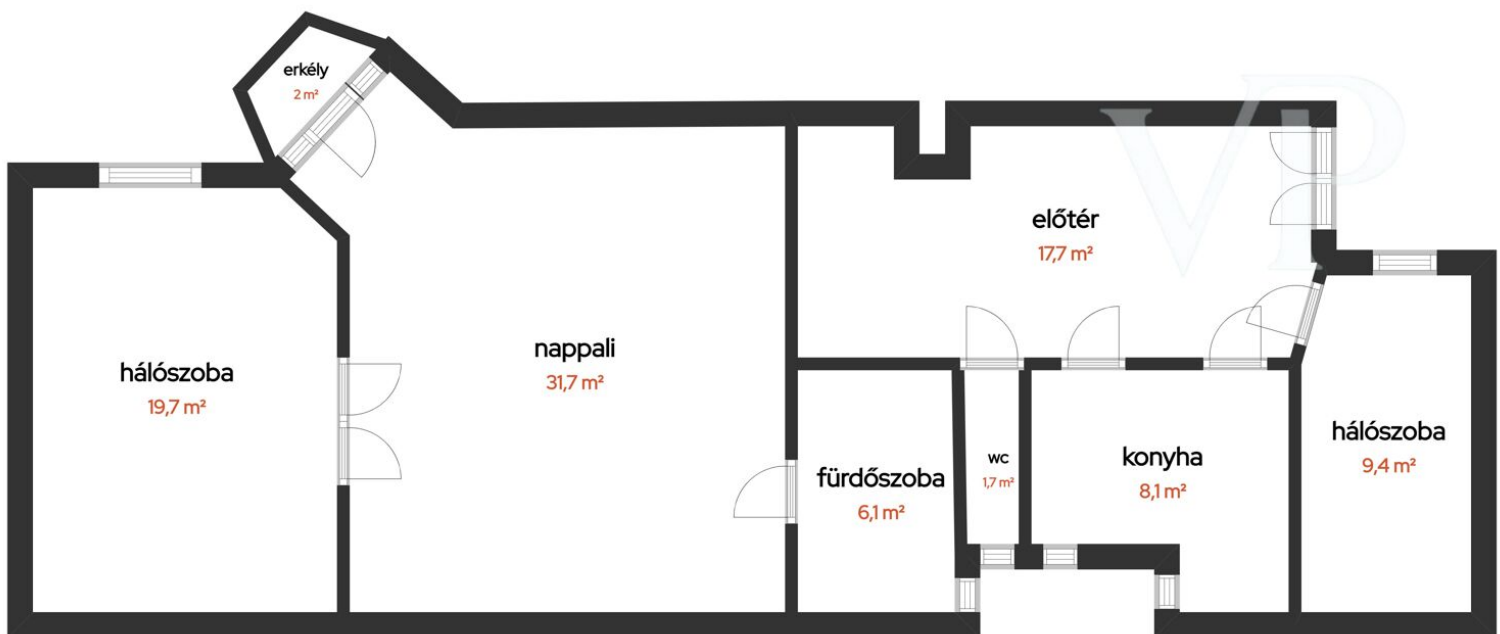 erkély
2 m²
VP
előtér
17,7 m²
nappali
31,7 m²
hálószoba
19,7 m²
hálószoba
9,4 m²
wc
1,7 m²
konyha
8,1 m²
fürdőszoba
6,1 m²